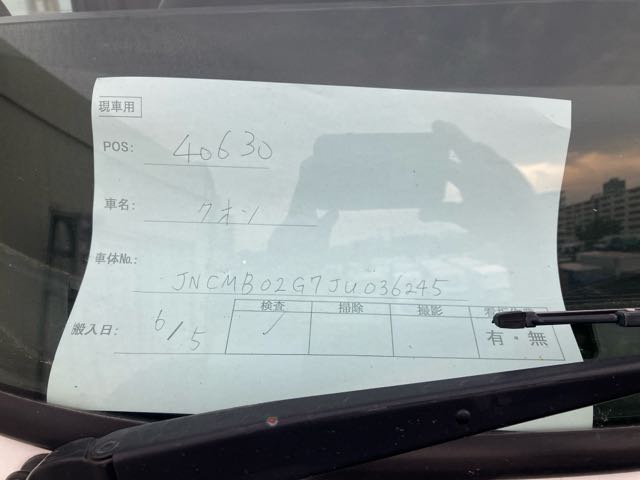 現車用
POS: 40630
車名: クオン
車体No.: JNCMB02G7JU036245
搬入日: 6/5
検査 掃除 撮影
有・無